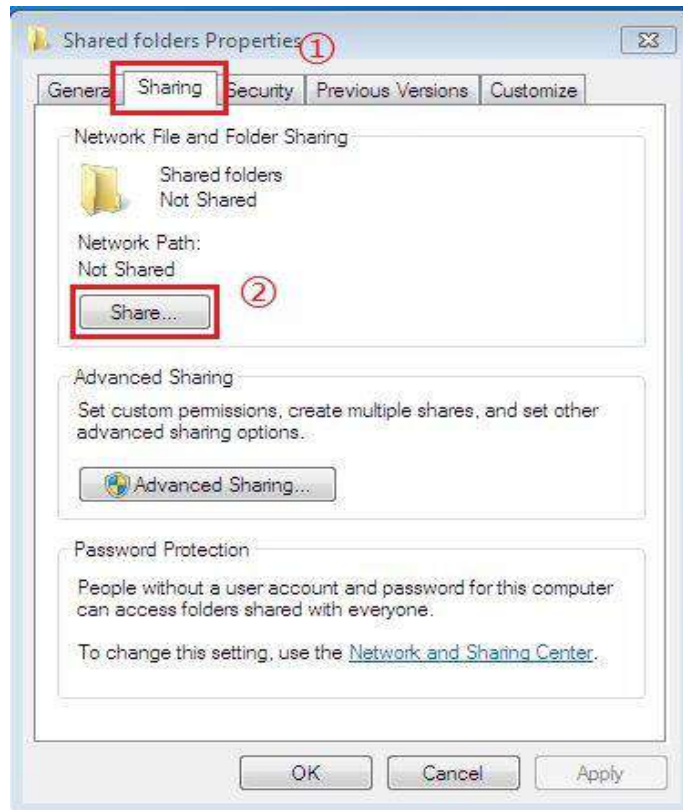 Shared folders Properties
①
General
Sharing
Security
Previous Versions
Customize
Network File and Folder Sharing
Shared folders
Not Shared
Network Path:
Not Shared
②
Share...
Advanced Sharing
Set custom permissions, create multiple shares, and set other
advanced sharing options.
Advanced Sharing...
Password Protection
People without a user account and password for this computer
can access folders shared with everyone.
To change this setting, use the Network and Sharing Center.
OK
Cancel
Apply